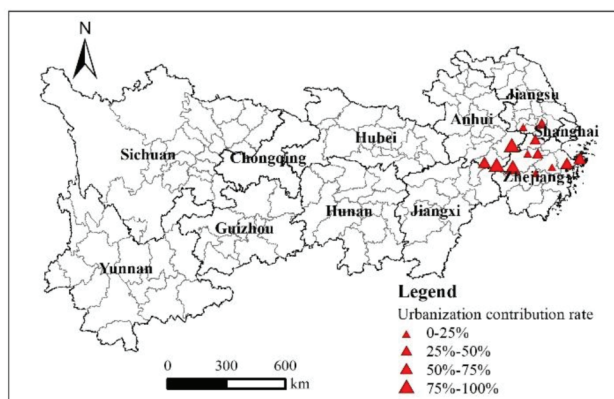 N
Jiangsu
Anhui
Shanghai
Hubei
Sichuan
Chongqing
Zhejiang
Hunan
Jiangxi
Guizhou
Yunnan
Legend
Urbanization contribution rate
0-25%
25%-50%
50%-75%
75%-100%
0 300 600
km